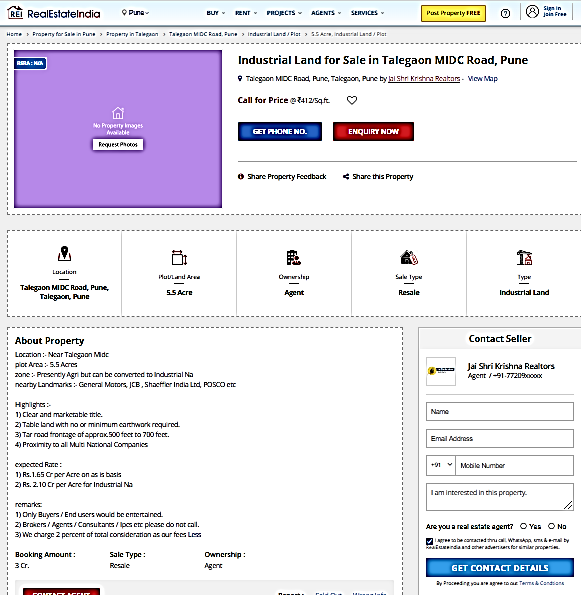 REI RealEstateIndia
Pune
BUY
RENT
PROJECTS
AGENTS
SERVICES
Post Property FREE
Sign in
Join Free
Home > Property for Sale in Pune > Property in Talegaon > Talegaon MIDC Road, Pune > Industrial Land / Plot > 5.5 Acre, Industrial Land / Plot
RERA : N/A
No Property Images
Available
Request Photos
Industrial Land for Sale in Talegaon MIDC Road, Pune
Talegaon MIDC Road, Pune, Talegaon, Pune by Jai Shri Krishna Realtors - View Map
Call for Price @ ₹412/Sq.ft.
GET PHONE NO.
ENQUIRY NOW
Share Property Feedback
Share this Property
Location
Talegaon MIDC Road, Pune,
Talegaon, Pune
Plot/Land Area
5.5 Acre
Ownership
Agent
Sale Type
Resale
Type
Industrial Land
About Property
Location :- Near Talegaon Midc
plot Area :- 5.5 Acres
zone :- Presently Agri but can be converted to Industrial Na
nearby Landmarks :- General Motors, JCB , Shaeffler India Ltd, POSCO etc
Highlights :-
1) Clear and marketable title.
2) Table land with no or minimum earthwork required.
3) Tar road frontage of approx.500 feet to 700 feet.
4) Proximity to all Multi National Companies
expected Rate :
1) Rs.1.65 Cr per Acre on as is basis
2) Rs. 2.10 Cr per Acre for Industrial Na
remarks:
1) Only Buyers / End users would be entertained.
2) Brokers / Agents / Consultants / Ipcs etc please do not call.
3) We charge 2 percent of total consideration as our fees Less
Booking Amount :
3 Cr.
Sale Type :
Resale
Ownership :
Agent
CONTACT AGENT
Report :
Sold Out
Wrong Info
Contact Seller
Jai Shri Krishna Realtors
Agent / +91-77209xxxxx
Name
Email Address
+91
Mobile Number
I am interested in this property.
Are you a real estate agent?
Yes
No
I agree to be contacted thru call, WhatsApp, sms & e-mail by
RealEstateIndia and other advertisers for similar properties.
GET CONTACT DETAILS
By Proceeding you are agree to our Terms & Conditions